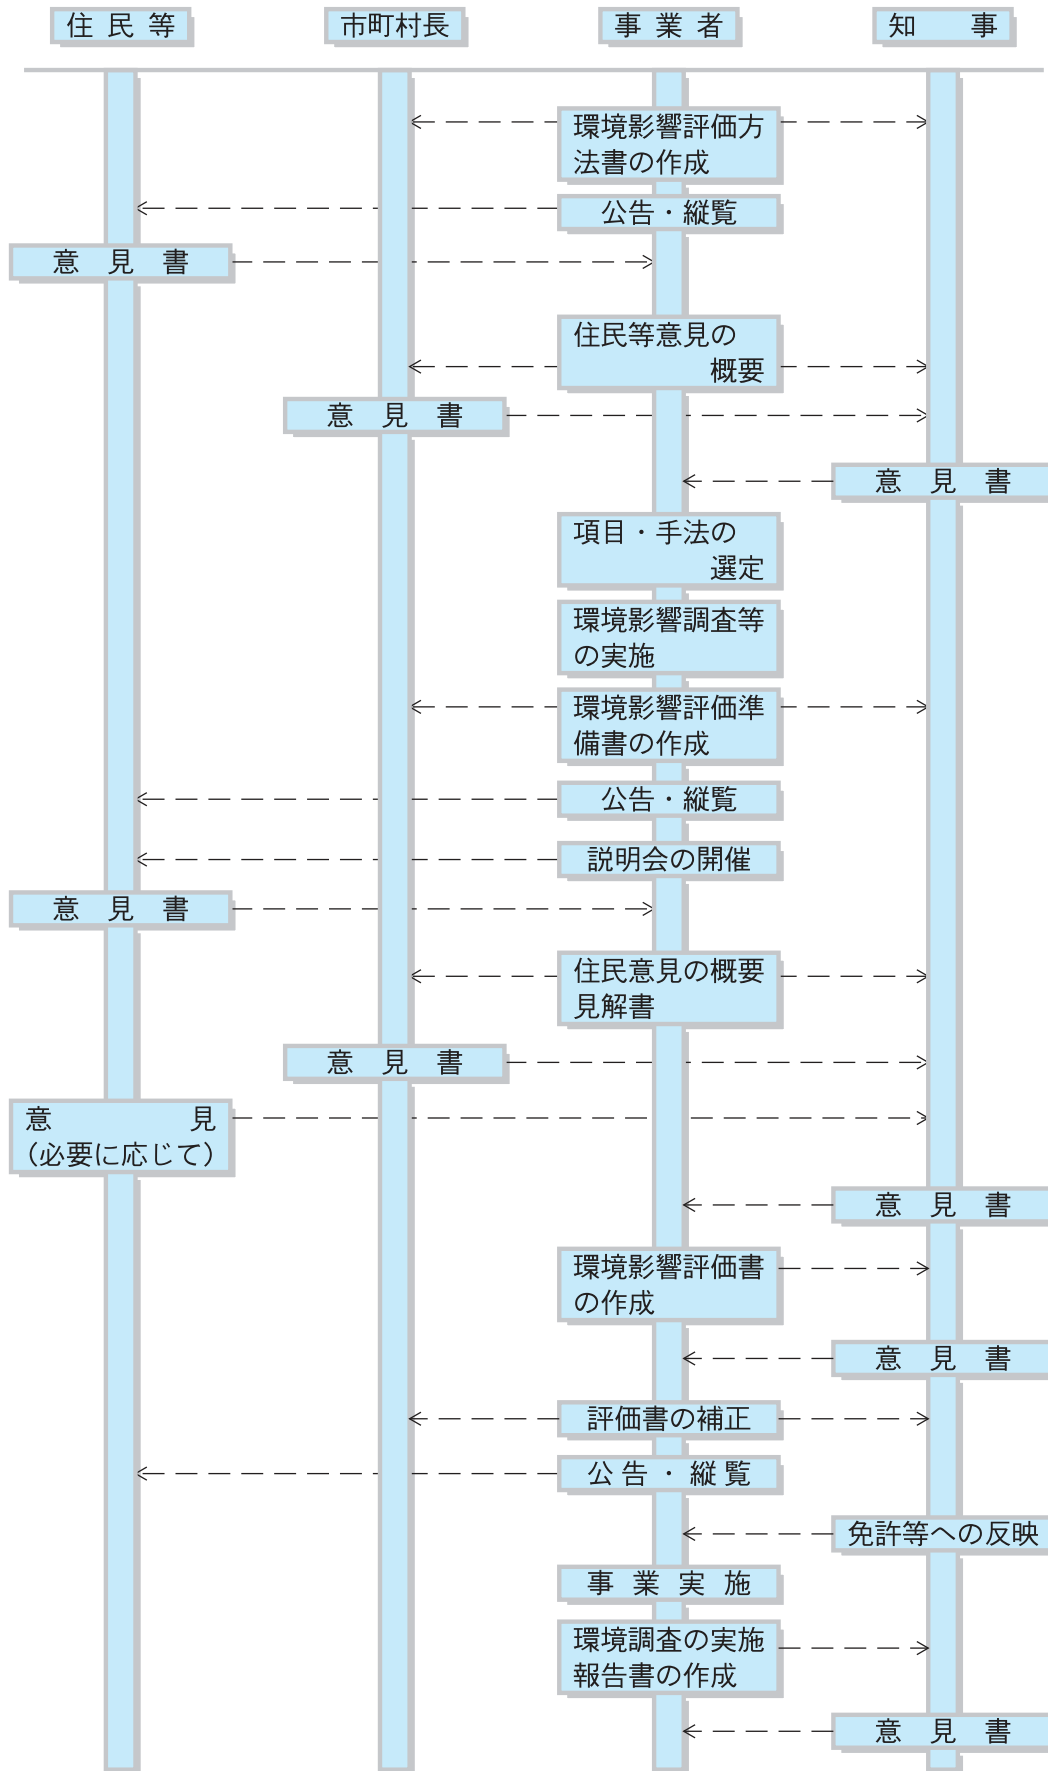 住民等
市町村長
事業者
知事
環境影響評価方
法書の作成
公告・縦覧
意見書
住民等意見の
概要
意見書
意見書
項目・手法の
選定
環境影響調査等
の実施
環境影響評価準
備書の作成
公告・縦覧
説明会の開催
意見書
住民意見の概要
見解書
意見書
意見
（必要に応じて）
意見書
環境影響評価書
の作成
意見書
評価書の補正
公告・縦覧
免許等への反映
事業実施
環境調査の実施
報告書の作成
意見書